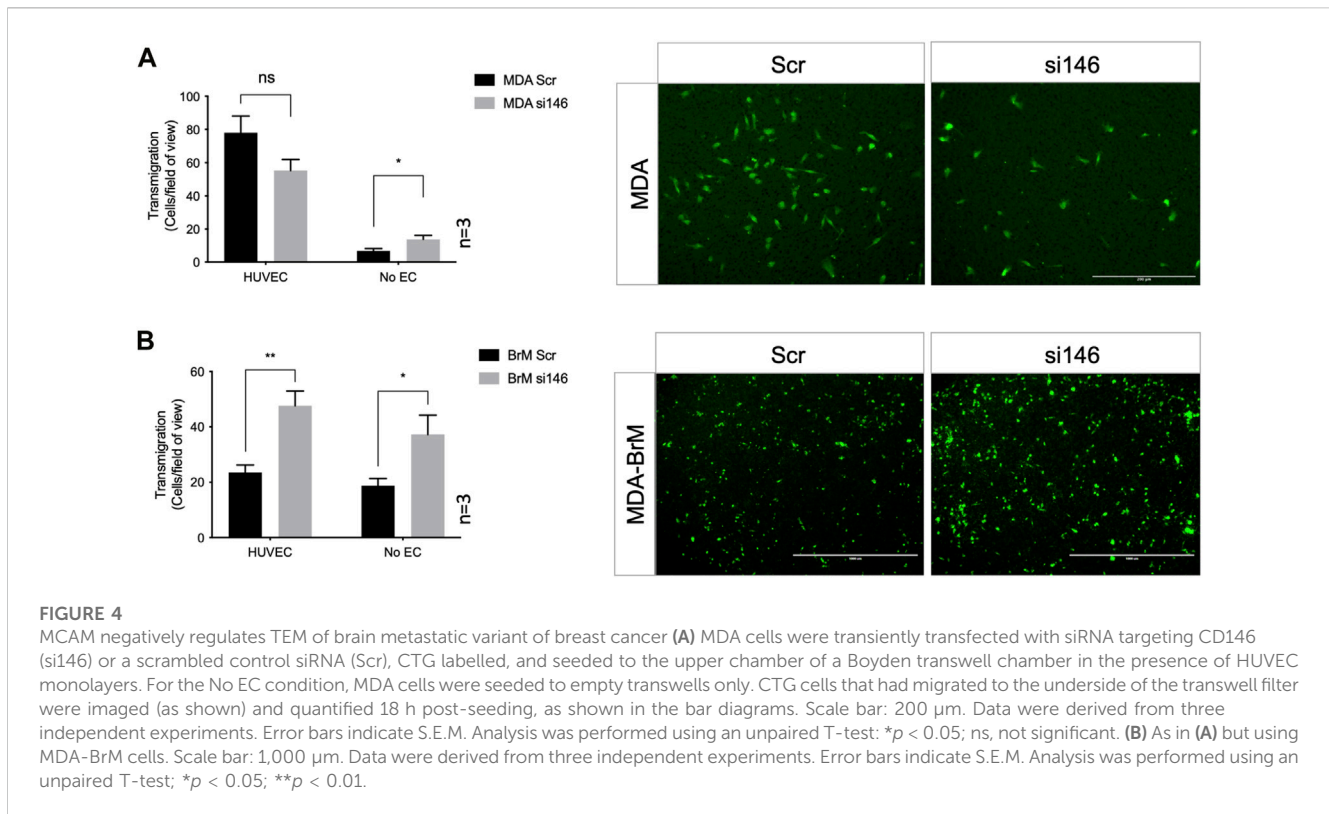 A
ns
MDA Scr
MDA si146
Transmigration
(Cells/field of view)
100
80
60
40
20
0
*
n=3
HUVEC
No EC
Scr
si146
MDA
200 µm
B
**
BrM Scr
BrM si146
Transmigration
(Cells/field of view)
60
40
20
0
*
n=3
HUVEC
No EC
Scr
si146
MDA-BrM
FIGURE 4
MCAM negatively regulates TEM of brain metastatic variant of breast cancer (A) MDA cells were transiently transfected with siRNA targeting CD146
(si146) or a scrambled control siRNA (Scr), CTG labelled, and seeded to the upper chamber of a Boyden transwell chamber in the presence of HUVEC
monolayers. For the No EC condition, MDA cells were seeded to empty transwells only. CTG cells that had migrated to the underside of the transwell filter
were imaged (as shown) and quantified 18 h post-seeding, as shown in the bar diagrams. Scale bar: 200 µm. Data were derived from three
independent experiments. Error bars indicate S.E.M. Analysis was performed using an unpaired T-test: *p < 0.05; ns, not significant. (B) As in (A) but using
MDA-BrM cells. Scale bar: 1,000 µm. Data were derived from three independent experiments. Error bars indicate S.E.M. Analysis was performed using an
unpaired T-test; *p < 0.05; **p < 0.01.